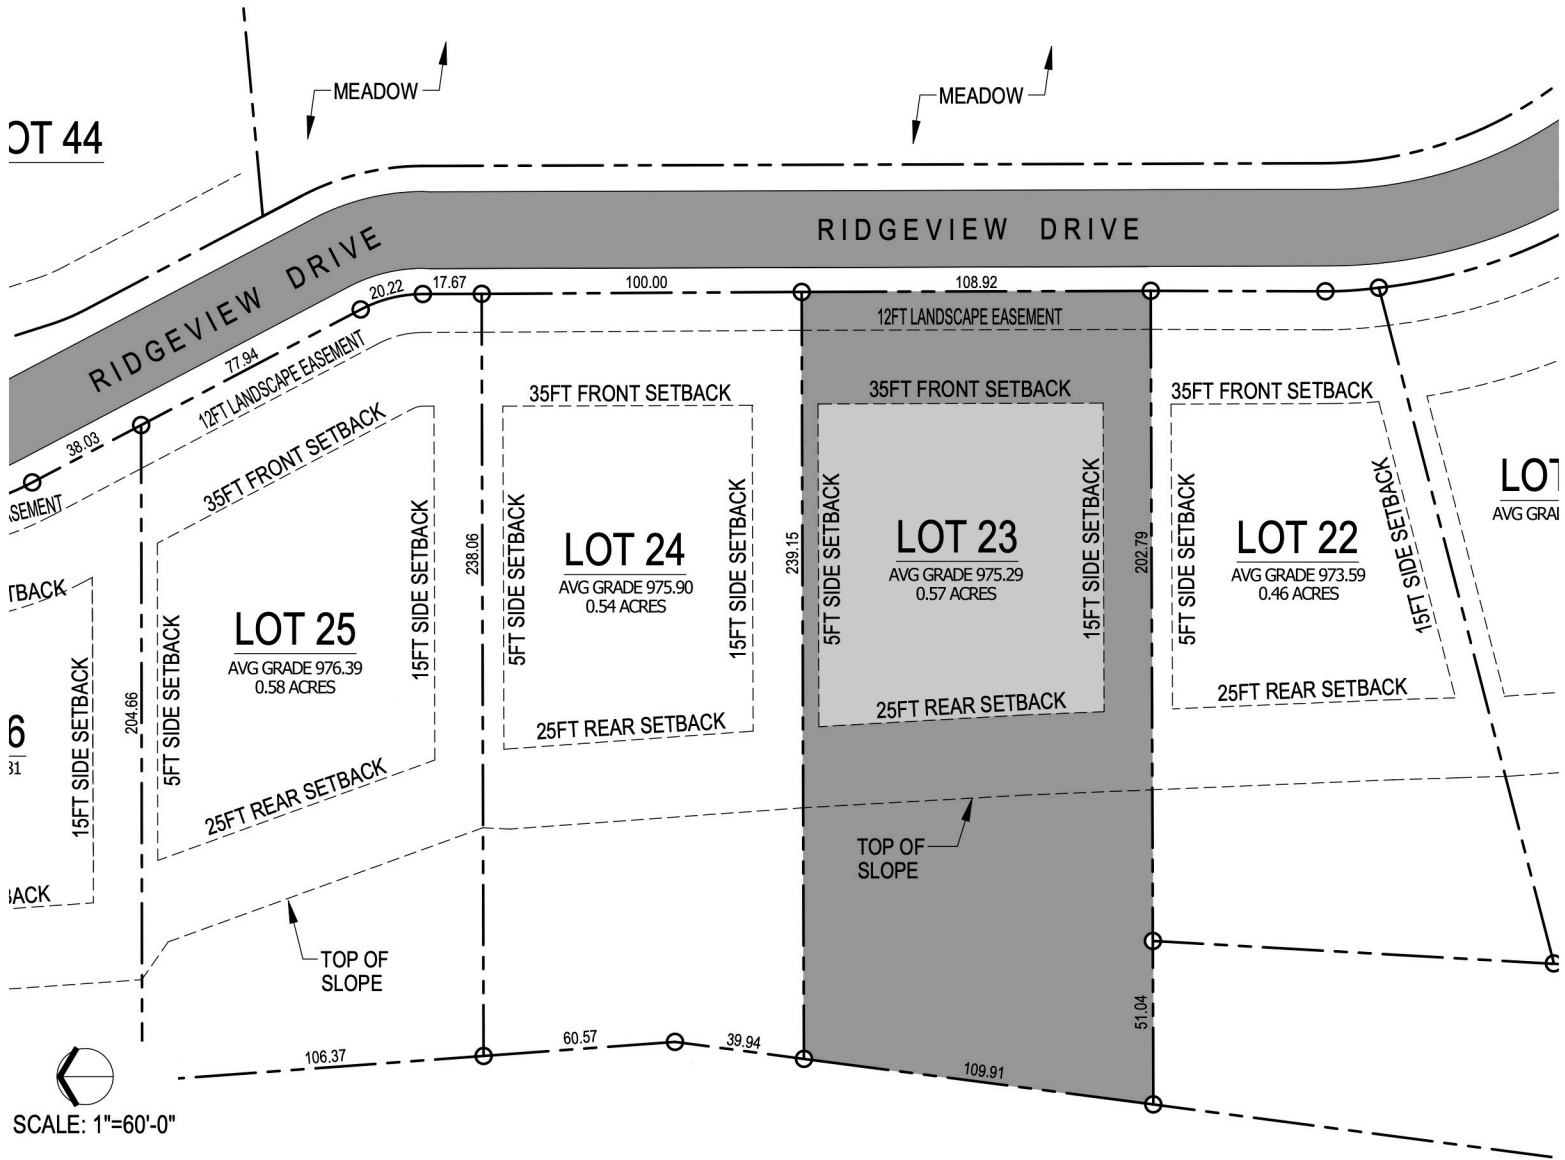 MEADOW
MEADOW
OT 44
RIDGEVIEW DRIVE
RIDGEVIEW DRIVE
20.22
17.67
100.00
108.92
12FT LANDSCAPE EASEMENT
77.94
12FT LANDSCAPE EASEMENT
38.03
ASEMENT
35FT FRONT SETBACK
35FT FRONT SETBACK
35FT FRONT SETBACK
35FT FRONT SETBACK
TBACK
15FT SIDE SETBACK
6
31
BACK
204.66
5FT SIDE SETBACK
LOT 25
AVG GRADE 976.39
0.58 ACRES
15FT SIDE SETBACK
25FT REAR SETBACK
238.06
5FT SIDE SETBACK
LOT 24
AVG GRADE 975.90
0.54 ACRES
15FT SIDE SETBACK
25FT REAR SETBACK
239.15
5FT SIDE SETBACK
LOT 23
AVG GRADE 975.29
0.57 ACRES
15FT SIDE SETBACK
25FT REAR SETBACK
202.79
5FT SIDE SETBACK
LOT 22
AVG GRADE 973.59
0.46 ACRES
15FT SIDE SETBACK
25FT REAR SETBACK
LOT
AVG GRA
TOP OF
SLOPE
TOP OF
SLOPE
51.04
106.37
60.57
39.94
109.91
SCALE: 1"=60'-0"